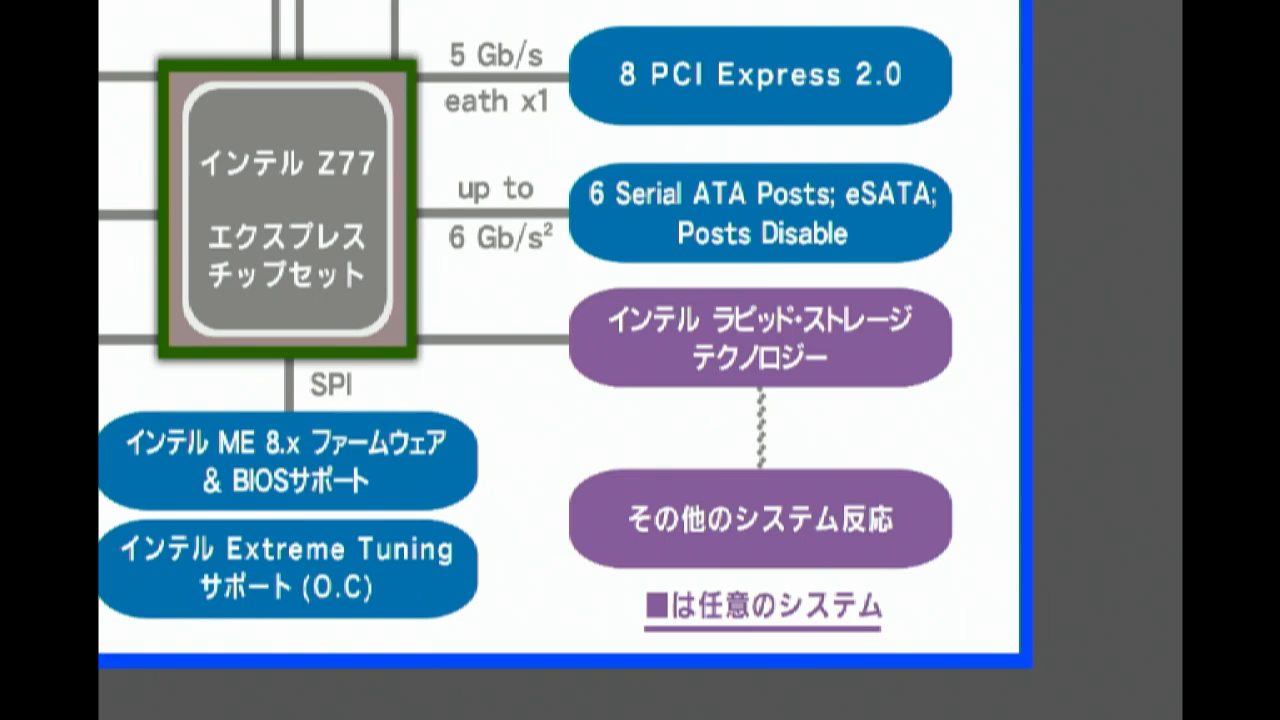 5 Gb/s
eath x1
8 PCI Express 2.0
インテル Z77
エクスプレス
チップセット
up to
6 Gb/s²
6 Serial ATA Posts; eSATA;
Posts Disable
インテル ラピッド・ストレージ
テクノロジー
SPI
インテル ME 8.x ファームウェア
& BIOSサポート
その他のシステム反応
インテル Extreme Tuning
サポート (O.C)
■は任意のシステム